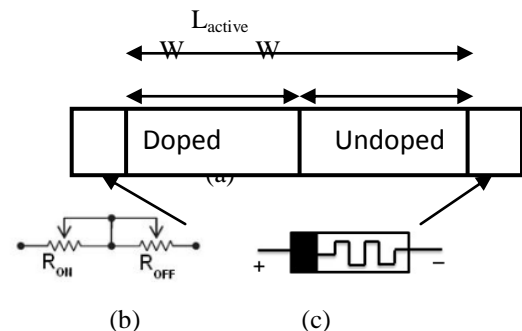 L_active
W W
Doped Undoped
(a)
R_ON R_OFF + −
(b) (c)